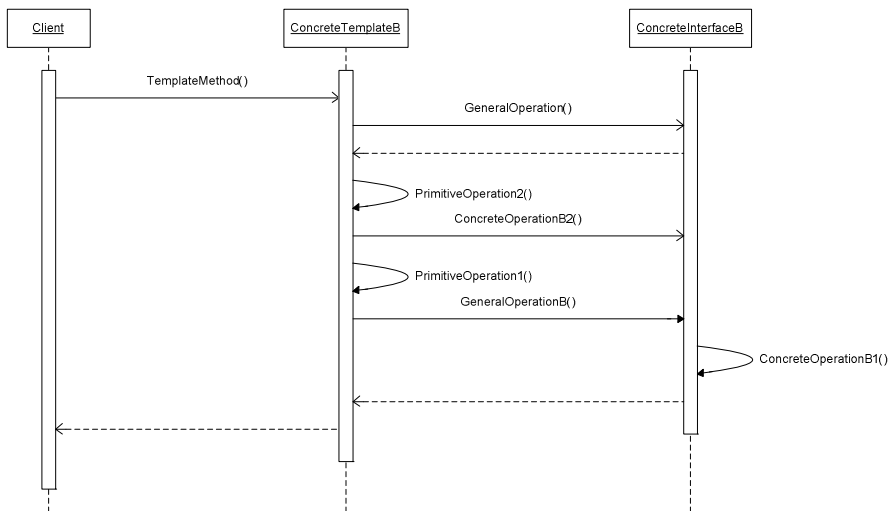 Client
ConcreteTemplateB
ConcreteInterfaceB
TemplateMethod()
GeneralOperation()
PrimitiveOperation2()
ConcreteOperationB2()
PrimitiveOperation1()
GeneralOperationB()
ConcreteOperationB1()